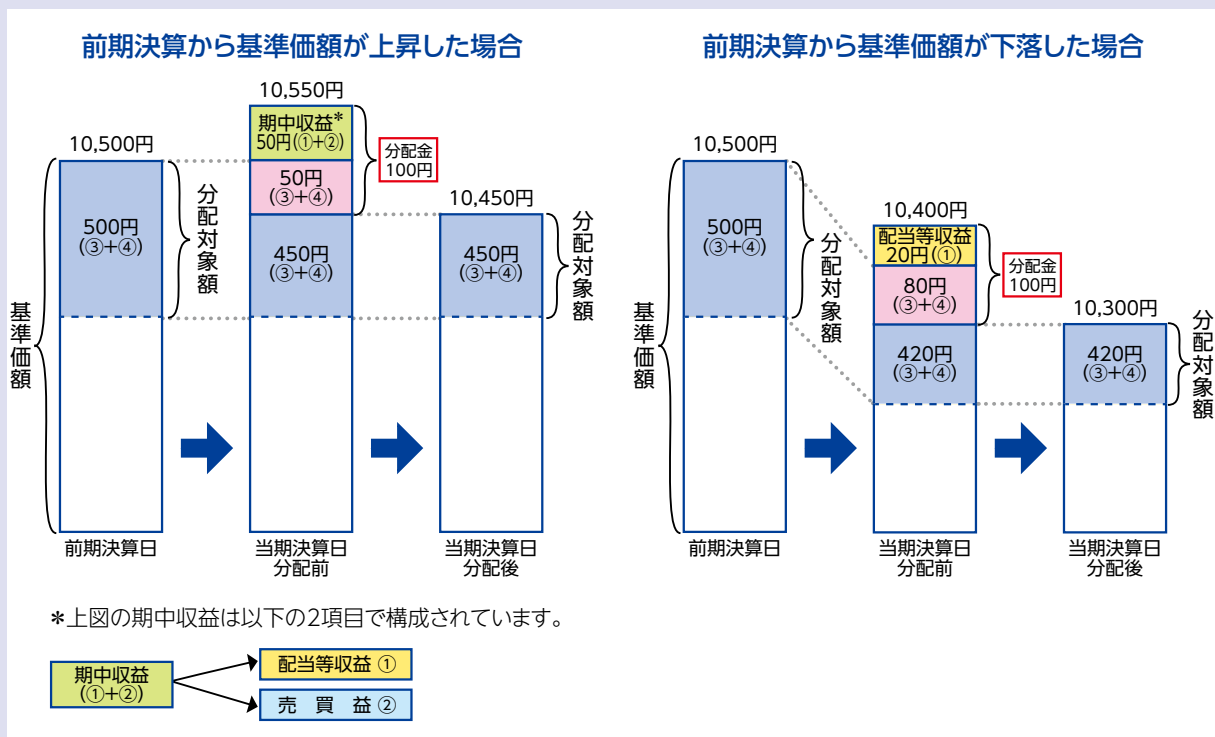 前期決算から基準価額が上昇した場合
10,550円
10,500円
期中収益*
50円(①+②)
分配金
100円
50円
(③+④)
10,450円
500円
(③+④)
分配対象額
450円
(③+④)
450円
(③+④)
分配対象額
基準価額
前期決算日
当期決算日
分配前
当期決算日
分配後
前期決算から基準価額が下落した場合
10,500円
10,400円
配当等収益
20円(①)
分配金
100円
80円
(③+④)
10,300円
500円
(③+④)
分配対象額
420円
(③+④)
420円
(③+④)
分配対象額
基準価額
前期決算日
当期決算日
分配前
当期決算日
分配後
*上図の期中収益は以下の2項目で構成されています。
期中収益
(①+②)
配当等収益 ①
売 買 益 ②